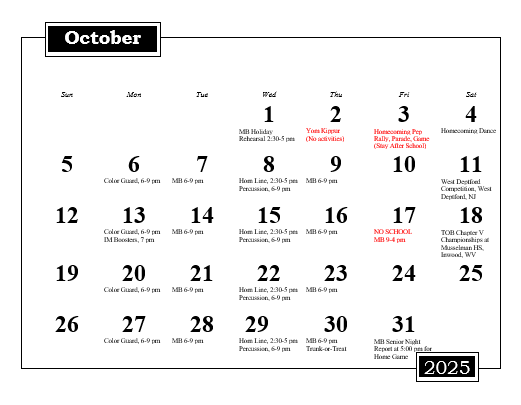 October
Sun Mon Tue Wed Thu Fri Sat
1 2 3 4
MB Holiday Yom Kippur Homecoming Pep Homecoming Dance
Rehearsal 2:30-5 pm (No activities) Rally, Parade, Game
(Stay After School)
5 6 7 8 9 10 11
Color Guard, 6-9 pm MB 6-9 pm Horn Line, 2:30-5 pm MB 6-9 pm West Deptford
Percussion, 6-9 pm Competition, West
Deptford, NJ
12 13 14 15 16 17 18
Color Guard, 6-9 pm MB 6-9 pm Horn Line, 2:30-5 pm MB 6-9 pm NO SCHOOL TOB Chapter V
IM Boosters, 7 pm Percussion, 6-9 pm MB 9-4 pm Championships at
Musselman HS,
Inwood, WV
19 20 21 22 23 24 25
Color Guard, 6-9 pm MB 6-9 pm Horn Line, 2:30-5 pm MB 6-9 pm
Percussion, 6-9 pm
26 27 28 29 30 31
Color Guard, 6-9 pm MB 6-9 pm Horn Line, 2:30-5 pm MB 6-9 pm MB Senior Night
Percussion, 6-9 pm Trunk-or-Treat Report at 5:00 pm for
Home Game
2025